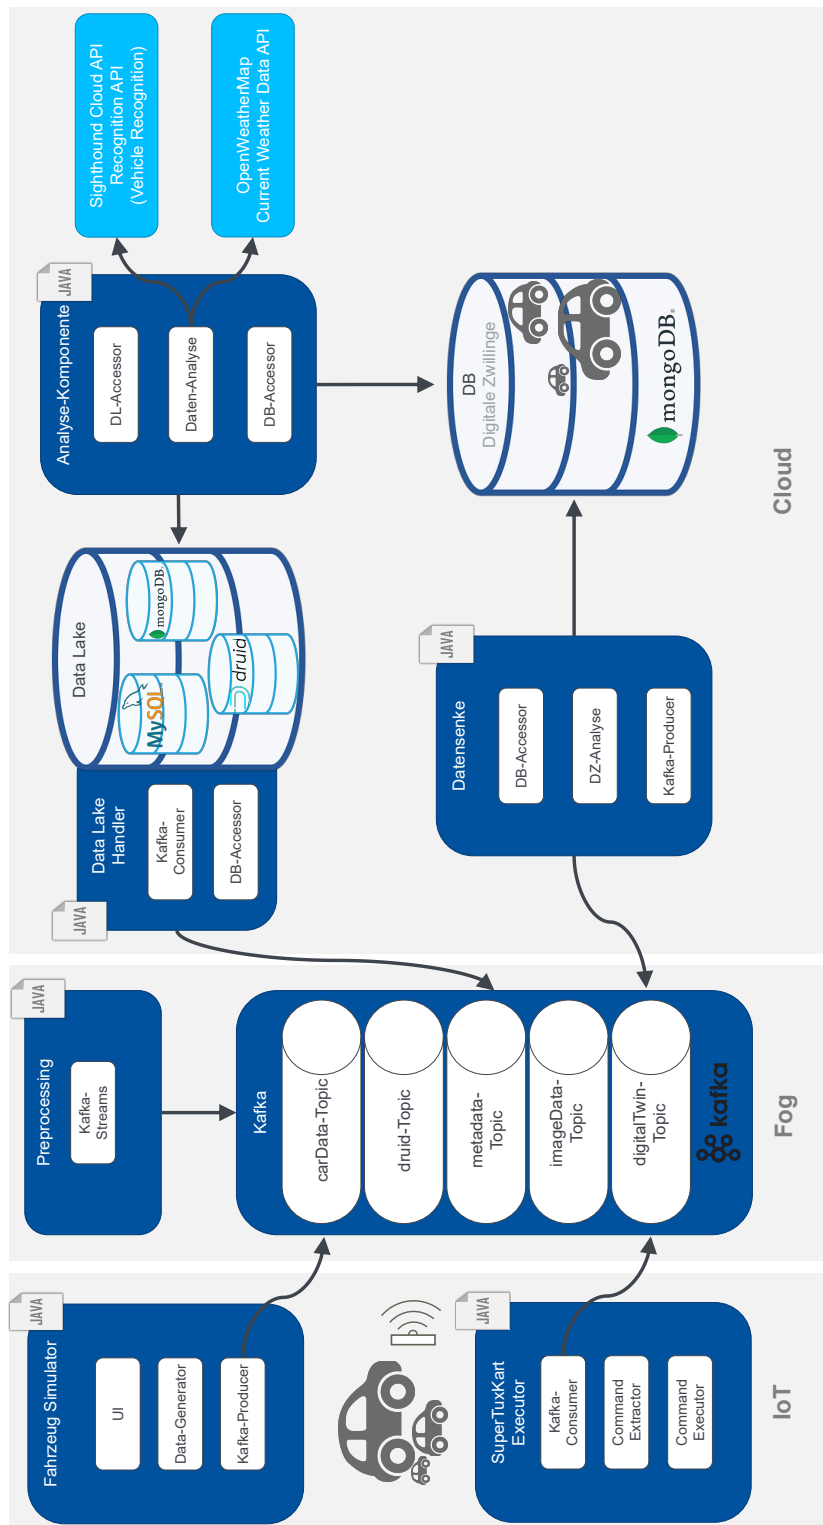 Fahrzeug Simulator
JAVA
UI
Data-Generator
Kafka-Producer
SuperTuxKart
Executor
JAVA
Kafka-
Consumer
Command
Extractor
Command
Executor
IoT
Preprocessing
JAVA
Kafka-
Streams
Kafka
carData-Topic
druid-Topic
metadata-
Topic
imageData-
Topic
digitalTwin-
Topic
kafka
Fog
Data Lake
Handler
JAVA
Kafka-
Consumer
DB-Accessor
Data Lake
MySQL
mongoDB
druid
Datensenke
JAVA
DB-Accessor
DZ-Analyse
Kafka-Producer
Analyse-Komponente
JAVA
DL-Accessor
Daten-Analyse
DB-Accessor
DB
Digitale Zwillinge
mongoDB®
Sighthound Cloud API
Recognition API
(Vehicle Recognition)
OpenWeatherMap
Current Weather Data API
Cloud